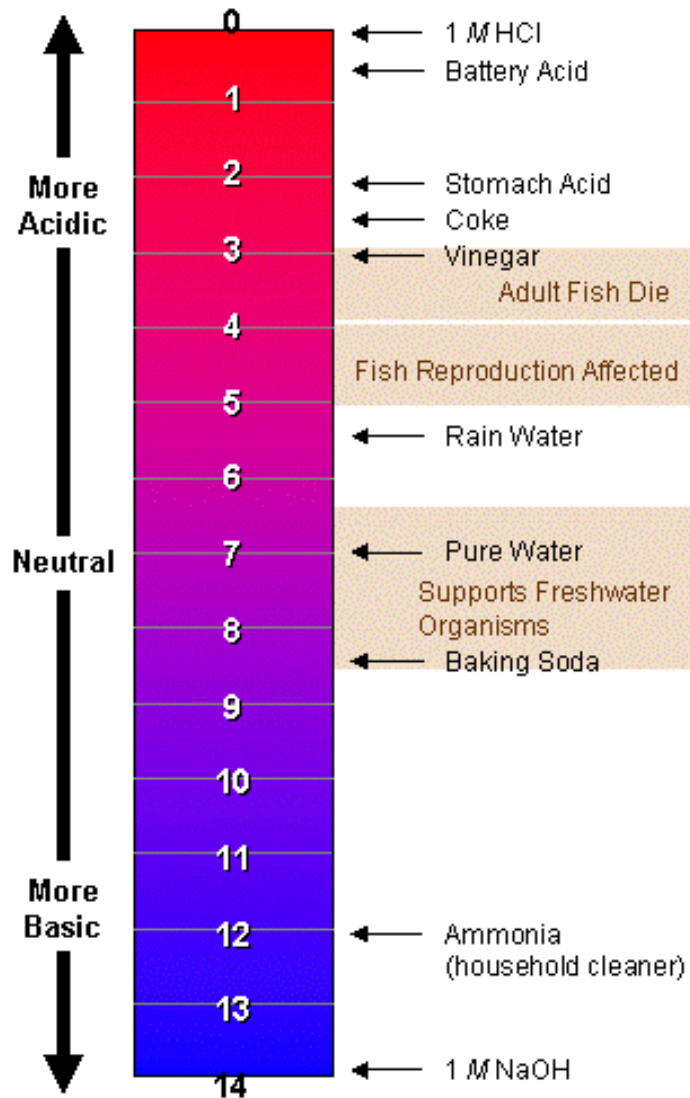 0
1 M HCl
Battery Acid
1
2
Stomach Acid
More
Acidic
Coke
3
Vinegar
Adult Fish Die
4
Fish Reproduction Affected
5
Rain Water
6
Neutral
7
Pure Water
Supports Freshwater
Organisms
8
Baking Soda
9
10
11
More
Basic
12
Ammonia
(household cleaner)
13
14
1 M NaOH